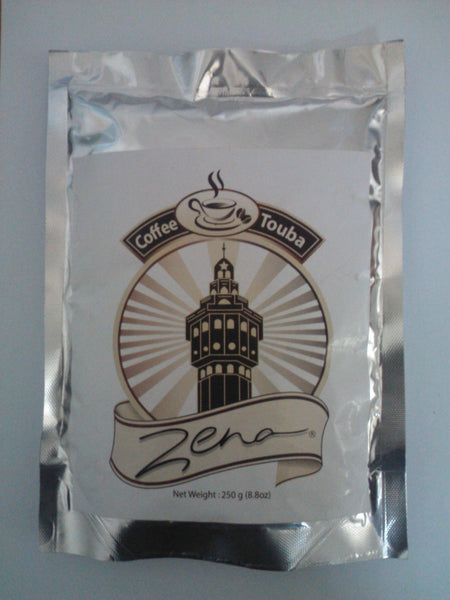 Coffee Touba
Zena ®
Net Weight : 250 g (8.8oz)